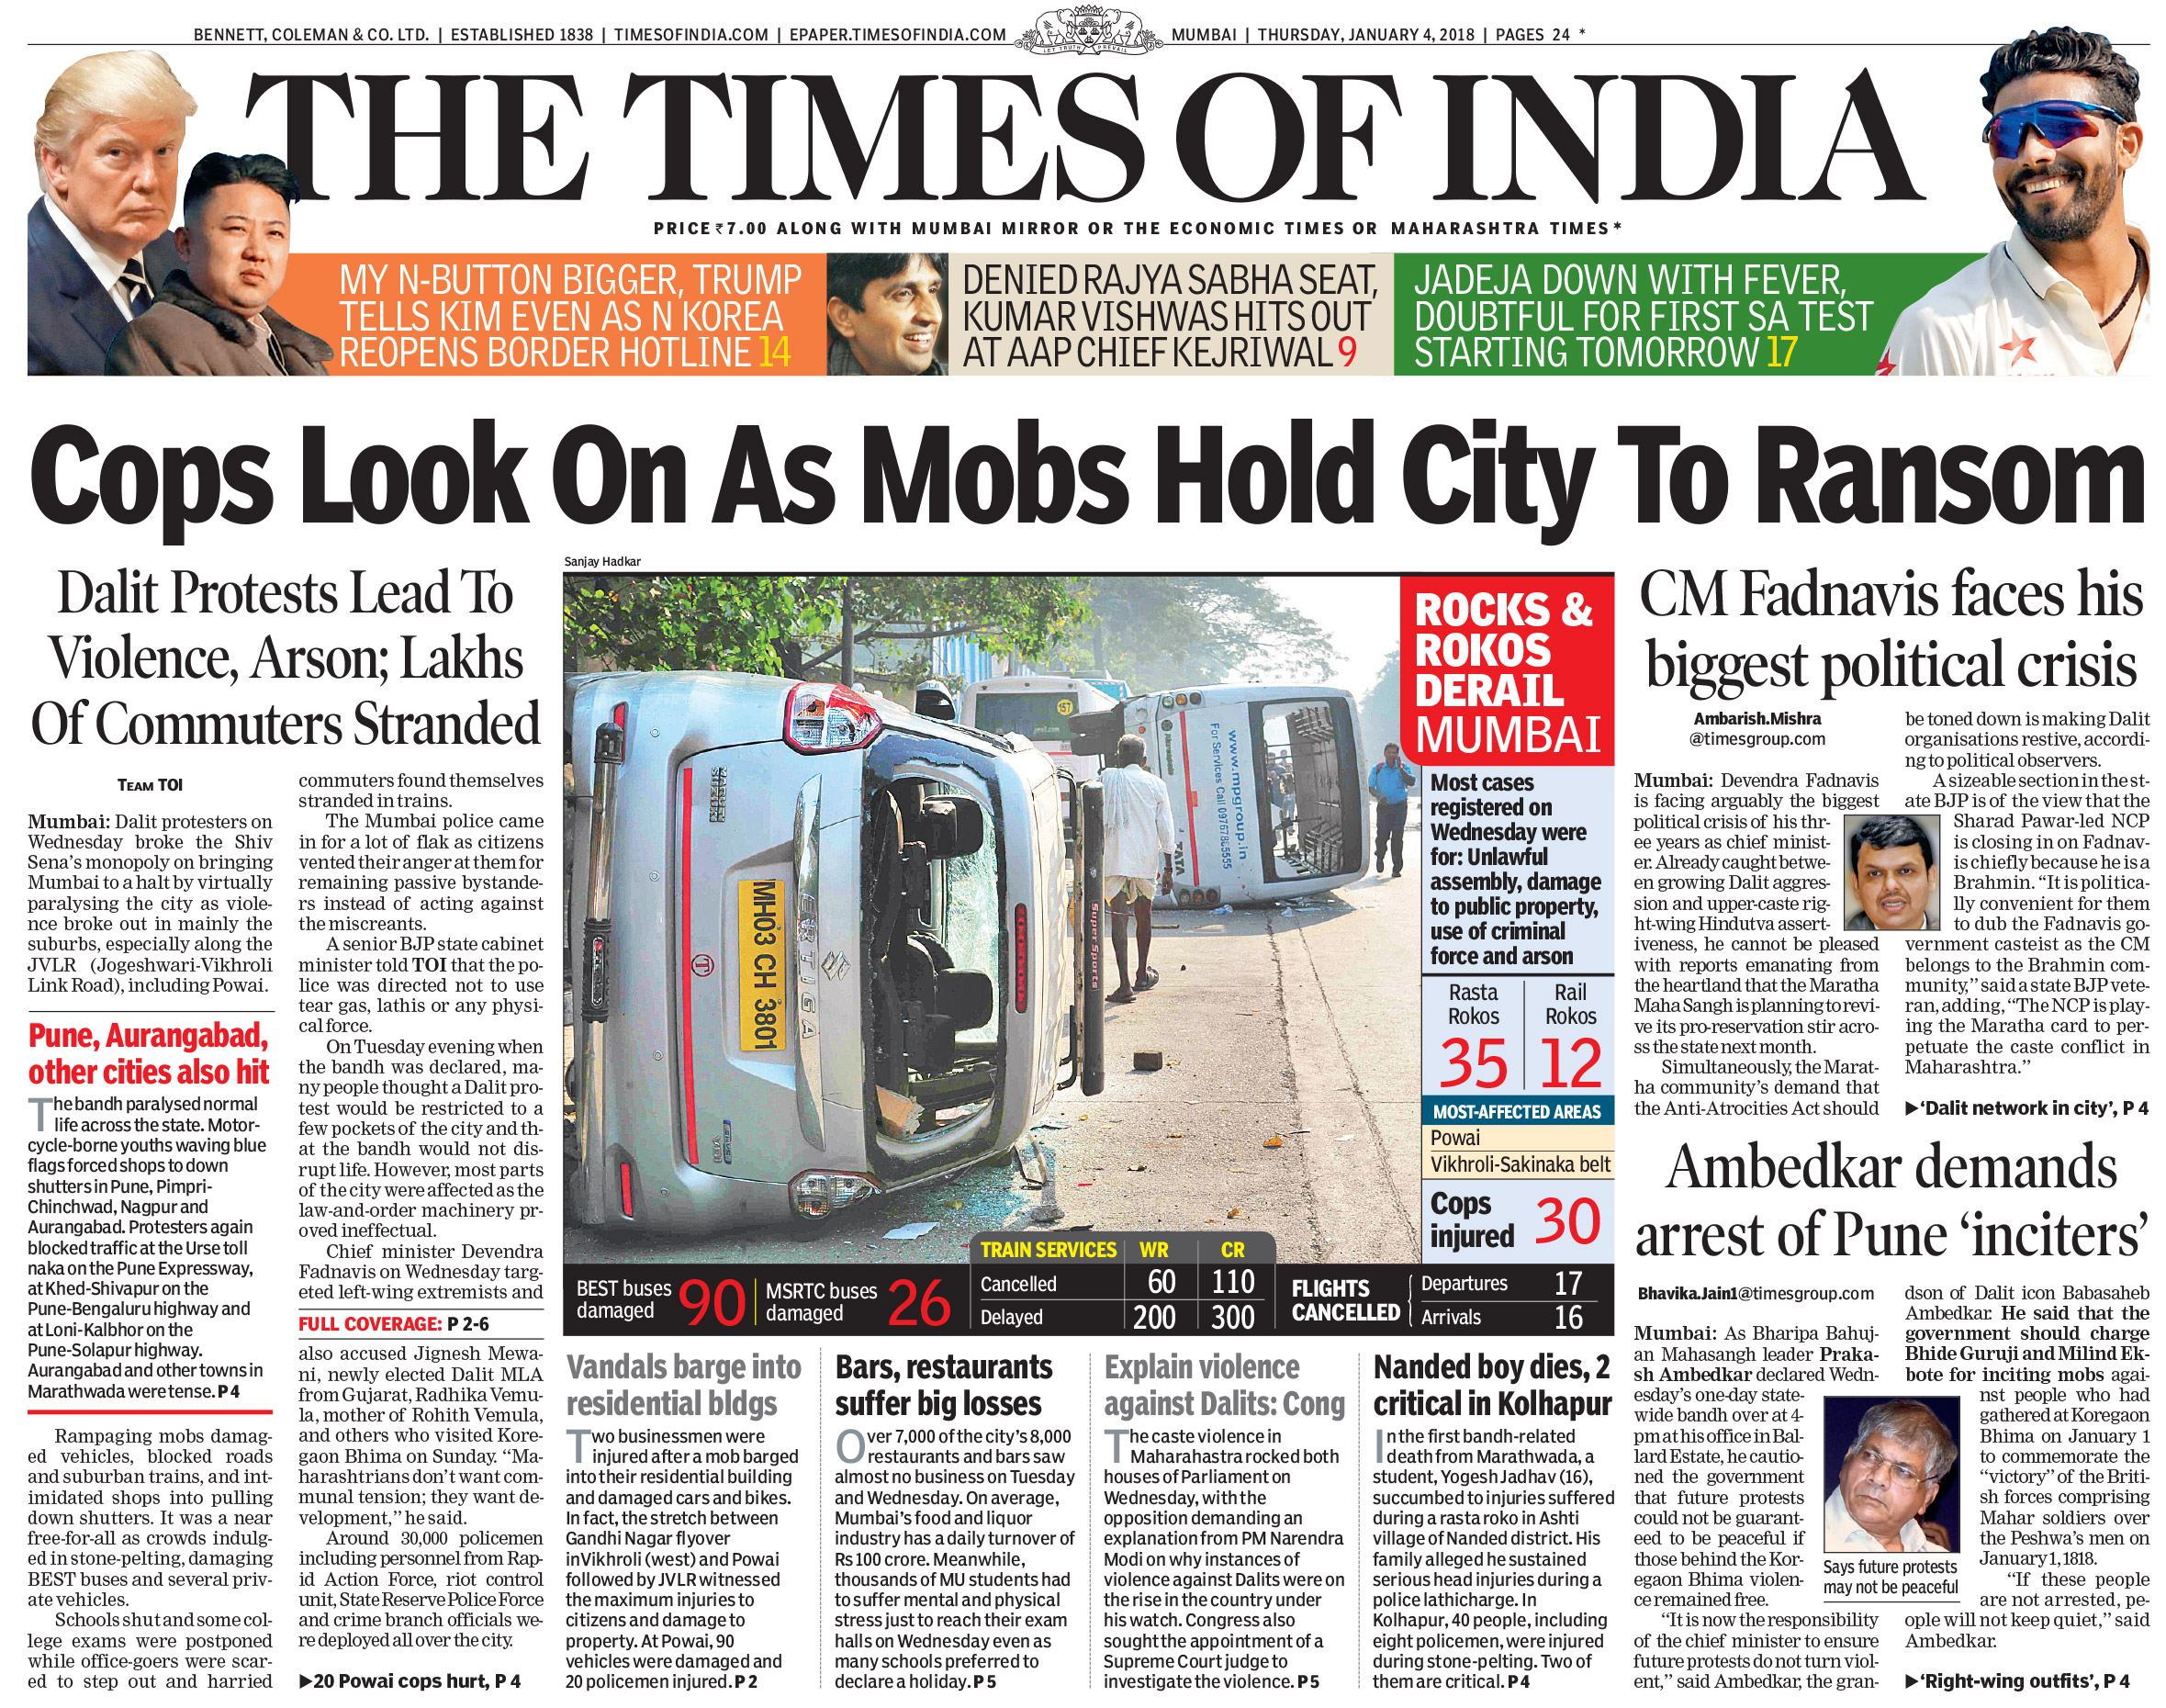 BENNETT, COLEMAN & CO. LTD. | ESTABLISHED 1838 | TIMESOFINDIA.COM | EPAPER.TIMESOFINDIA.COM
LET TRUTH PREVAIL
MUMBAI | THURSDAY, JANUARY 4, 2018 | PAGES 24 *
THE TIMES OF INDIA
PRICE ₹7.00 ALONG WITH MUMBAI MIRROR OR THE ECONOMIC TIMES OR MAHARASHTRA TIMES*
MY N-BUTTON BIGGER, TRUMP
TELLS KIM EVEN AS N KOREA
REOPENS BORDER HOTLINE 14
DENIED RAJYA SABHA SEAT,
KUMAR VISHWAS HITS OUT
AT AAP CHIEF KEJRIWAL 9
JADEJA DOWN WITH FEVER,
DOUBTFUL FOR FIRST SA TEST
STARTING TOMORROW 17
Cops Look On As Mobs Hold City To Ransom
Dalit Protests Lead To
Violence, Arson; Lakhs
Of Commuters Stranded
TEAM TOI
Mumbai: Dalit protesters on
Wednesday broke the Shiv
Sena's monopoly on bringing
Mumbai to a halt by virtually
paralysing the city as viole-
nce broke out in mainly the
suburbs, especially along the
JVLR (Jogeshwari-Vikhroli
Link Road), including Powai.
Pune, Aurangabad,
other cities also hit
The bandh paralysed normal
life across the state. Motor-
cycle-borne youths waving blue
flags forced shops to down
shutters in Pune, Pimpri-
Chinchwad, Nagpur and
Aurangabad. Protesters again
blocked traffic at the Urse toll
naka on the Pune Expressway,
at Khed-Shivapur on the
Pune-Bengaluru highway and
at Loni-Kalbhor on the
Pune-Solapur highway.
Aurangabad and other towns in
Marathwada were tense. P 4
Rampaging mobs damag-
ed vehicles, blocked roads
and suburban trains, and int-
imidated shops into pulling
down shutters. It was a near
free-for-all as crowds indulg-
ed in stone-pelting, damaging
BEST buses and several priv-
ate vehicles.
Schools shut and some col-
lege exams were postponed
while office-goers were scar-
ed to step out and harried
commuters found themselves
stranded in trains.
The Mumbai police came
in for a lot of flak as citizens
vented their anger at them for
remaining passive bystande-
rs instead of acting against
the miscreants.
A senior BJP state cabinet
minister told TOI that the po-
lice was directed not to use
tear gas, lathis or any physi-
cal force.
On Tuesday evening when
the bandh was declared, ma-
ny people thought a Dalit pro-
test would be restricted to a
few pockets of the city and th-
at the bandh would not dis-
rupt life. However, most parts
of the city were affected as the
law-and-order machinery pr-
oved ineffectual.
Chief minister Devendra
Fadnavis on Wednesday targ-
eted left-wing extremists and
FULL COVERAGE: P 2-6
also accused Jignesh Mewa-
ni, newly elected Dalit MLA
from Gujarat, Radhika Vemu-
la, mother of Rohith Vemula,
and others who visited Kore-
gaon Bhima on Sunday. "Ma-
harashtrians don't want com-
munal tension; they want de-
velopment," he said.
Around 30,000 policemen
including personnel from Rap-
id Action Force, riot control
unit, State Reserve Police Force
and crime branch officials we-
re deployed all over the city.
▶20 Powai cops hurt, P 4
Sanjay Hadkar
MH03 CH 3801
ERTIGA
MARUTI SUZUKI
Super Sports
www.mpgroup.in
For Services Call 09767865555
TATA
ROCKS &
ROKOS
DERAIL
MUMBAI
Most cases
registered on
Wednesday were
for: Unlawful
assembly, damage
to public property,
use of criminal
force and arson
Rasta
Rokos
35
Rail
Rokos
12
MOST-AFFECTED AREAS
Powai
Vikhroli-Sakinaka belt
Cops
injured 30
BEST buses
damaged 90
MSRTC buses
damaged 26
TRAIN SERVICES WR CR
Cancelled 60 110
Delayed 200 300
FLIGHTS
CANCELLED
Departures 17
Arrivals 16
Vandals barge into
residential bldgs
Two businessmen were
injured after a mob barged
into their residential building
and damaged cars and bikes.
In fact, the stretch between
Gandhi Nagar flyover
inVikhroli (west) and Powai
followed by JVLR witnessed
the maximum injuries to
citizens and damage to
property. At Powai, 90
vehicles were damaged and
20 policemen injured. P 2
Bars, restaurants
suffer big losses
Over 7,000 of the city's 8,000
restaurants and bars saw
almost no business on Tuesday
and Wednesday. On average,
Mumbai's food and liquor
industry has a daily turnover of
Rs 100 crore. Meanwhile,
thousands of MU students had
to suffer mental and physical
stress just to reach their exam
halls on Wednesday even as
many schools preferred to
declare a holiday. P 5
Explain violence
against Dalits: Cong
The caste violence in
Maharahastra rocked both
houses of Parliament on
Wednesday, with the
opposition demanding an
explanation from PM Narendra
Modi on why instances of
violence against Dalits were on
the rise in the country under
his watch. Congress also
sought the appointment of a
Supreme Court judge to
investigate the violence. P 5
Nanded boy dies, 2
critical in Kolhapur
In the first bandh-related
death from Marathwada, a
student, Yogesh Jadhav (16),
succumbed to injuries suffered
during a rasta roko in Ashti
village of Nanded district. His
family alleged he sustained
serious head injuries during a
police lathicharge. In
Kolhapur, 40 people, including
eight policemen, were injured
during stone-pelting. Two of
them are critical. P 4
CM Fadnavis faces his
biggest political crisis
Ambarish.Mishra
@timesgroup.com
Mumbai: Devendra Fadnavis
is facing arguably the biggest
political crisis of his thr-
ee years as chief minist-
er. Already caught betwe-
en growing Dalit aggres-
sion and upper-caste rig-
ht-wing Hindutva assert-
iveness, he cannot be pleased
with reports emanating from
the heartland that the Maratha
Maha Sangh is planning to revi-
ve its pro-reservation stir acro-
ss the state next month.
Simultaneously, the Marat-
ha community's demand that
the Anti-Atrocities Act should
be toned down is making Dalit
organisations restive, accordi-
ng to political observers.
A sizeable section in the st-
ate BJP is of the view that the
Sharad Pawar-led NCP
is closing in on Fadnav-
is chiefly because he is a
Brahmin. "It is politica-
lly convenient for them
to dub the Fadnavis go-
vernment casteist as the CM
belongs to the Brahmin com-
munity," said a state BJP vete-
ran, adding, "The NCP is play-
ing the Maratha card to per-
petuate the caste conflict in
Maharashtra."
▶'Dalit network in city', P 4
Ambedkar demands
arrest of Pune 'inciters'
Bhavika.Jain1@timesgroup.com
Mumbai: As Bharipa Bahuj-
an Mahasangh leader Praka-
sh Ambedkar declared Wedn-
esday's one-day state-
wide bandh over at 4-
pm at his office in Bal-
lard Estate, he cautio-
ned the government
that future protests
could not be guarant-
eed to be peaceful if
those behind the Kor-
egaon Bhima violen-
ce remained free.
"It is now the responsibility
of the chief minister to ensure
future protests do not turn viol-
ent," said Ambedkar, the gran-
dson of Dalit icon Babasaheb
Ambedkar. He said that the
government should charge
Bhide Guruji and Milind Ek-
bote for inciting mobs agai-
nst people who had
gathered at Koregaon
Bhima on January 1
to commemorate the
"victory" of the Briti-
sh forces comprising
Mahar soldiers over
the Peshwa's men on
January 1, 1818.
"If these people
are not arrested, pe-
ople will not keep quiet," said
Ambedkar.
Says future protests
may not be peaceful
▶'Right-wing outfits', P 4